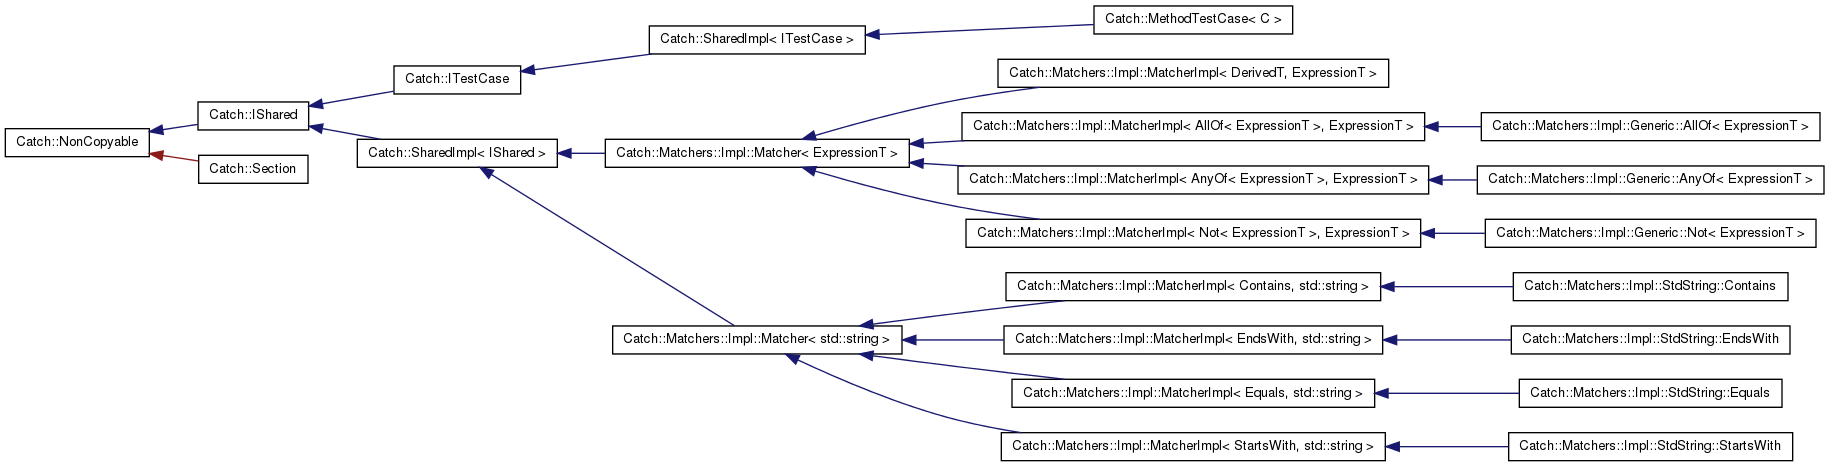 Catch::MethodTestCase< C >
Catch::SharedImpl< ITestCase >
Catch::ITestCase
Catch::Matchers::Impl::MatcherImpl< DerivedT, ExpressionT >
Catch::IShared
Catch::Matchers::Impl::MatcherImpl< AllOf< ExpressionT >, ExpressionT >
Catch::Matchers::Impl::Generic::AllOf< ExpressionT >
Catch::NonCopyable
Catch::SharedImpl< IShared >
Catch::Matchers::Impl::Matcher< ExpressionT >
Catch::Section
Catch::Matchers::Impl::MatcherImpl< AnyOf< ExpressionT >, ExpressionT >
Catch::Matchers::Impl::Generic::AnyOf< ExpressionT >
Catch::Matchers::Impl::MatcherImpl< Not< ExpressionT >, ExpressionT >
Catch::Matchers::Impl::Generic::Not< ExpressionT >
Catch::Matchers::Impl::MatcherImpl< Contains, std::string >
Catch::Matchers::Impl::StdString::Contains
Catch::Matchers::Impl::Matcher< std::string >
Catch::Matchers::Impl::MatcherImpl< EndsWith, std::string >
Catch::Matchers::Impl::StdString::EndsWith
Catch::Matchers::Impl::MatcherImpl< Equals, std::string >
Catch::Matchers::Impl::StdString::Equals
Catch::Matchers::Impl::MatcherImpl< StartsWith, std::string >
Catch::Matchers::Impl::StdString::StartsWith